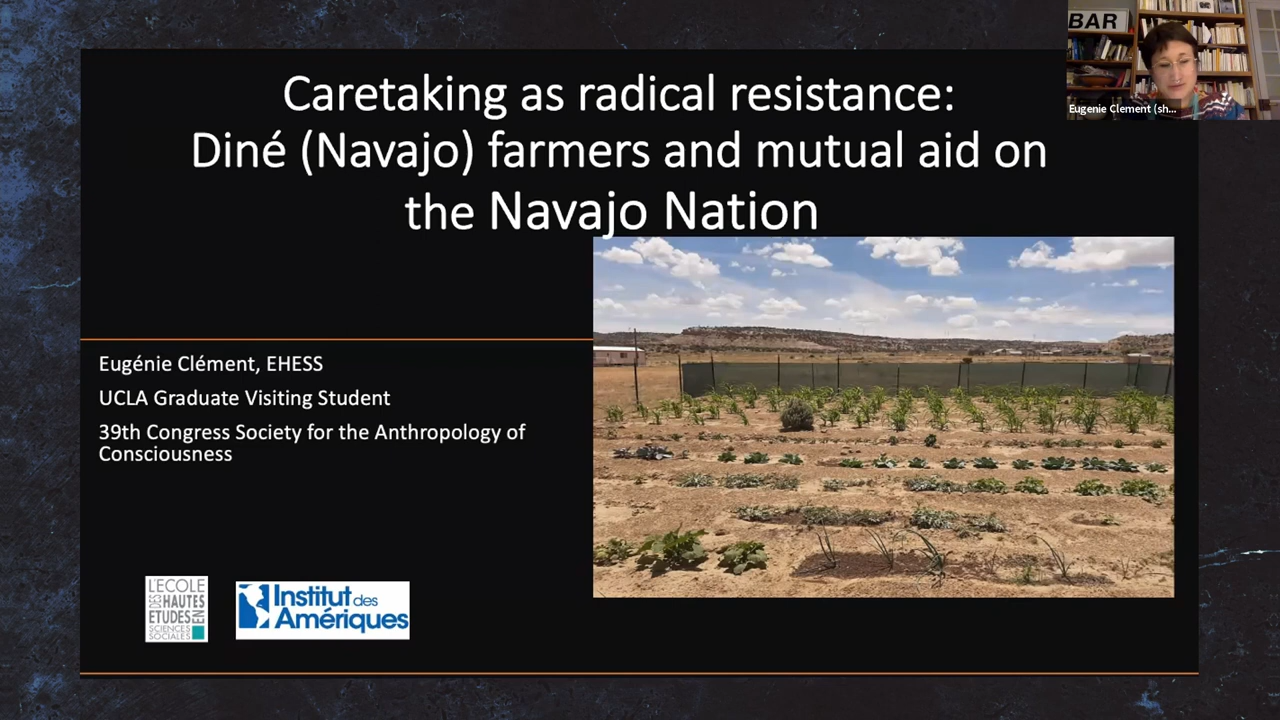 BAR
Eugenie Clement (sh...
Caretaking as radical resistance:
Diné (Navajo) farmers and mutual aid on
the Navajo Nation
Eugénie Clément, EHESS
UCLA Graduate Visiting Student
39th Congress Society for the Anthropology of
Consciousness
L'ECOLE
DES HAUTES
ETUDES EN
SCIENCES
SOCIALES
Institut des
Amériques